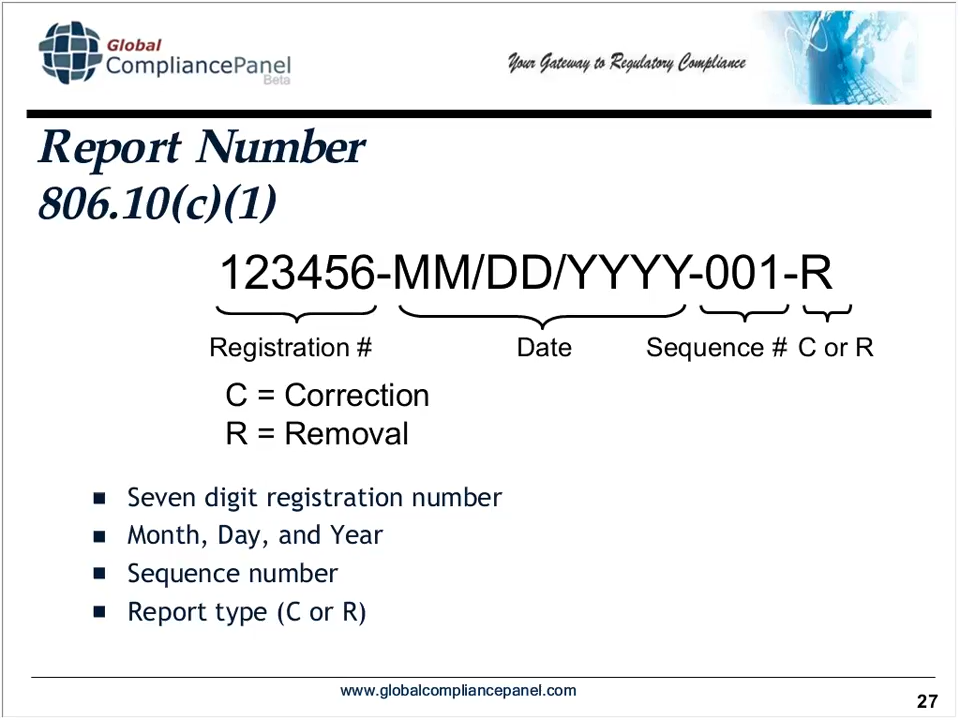 Global
CompliancePanel
Beta
Your Gateway to Regulatory Compliance
Report Number
806.10(c)(1)
123456-MM/DD/YYYY-001-R
Registration # Date Sequence # C or R
C = Correction
R = Removal
Seven digit registration number
Month, Day, and Year
Sequence number
Report type (C or R)
www.globalcompliancepanel.com
27